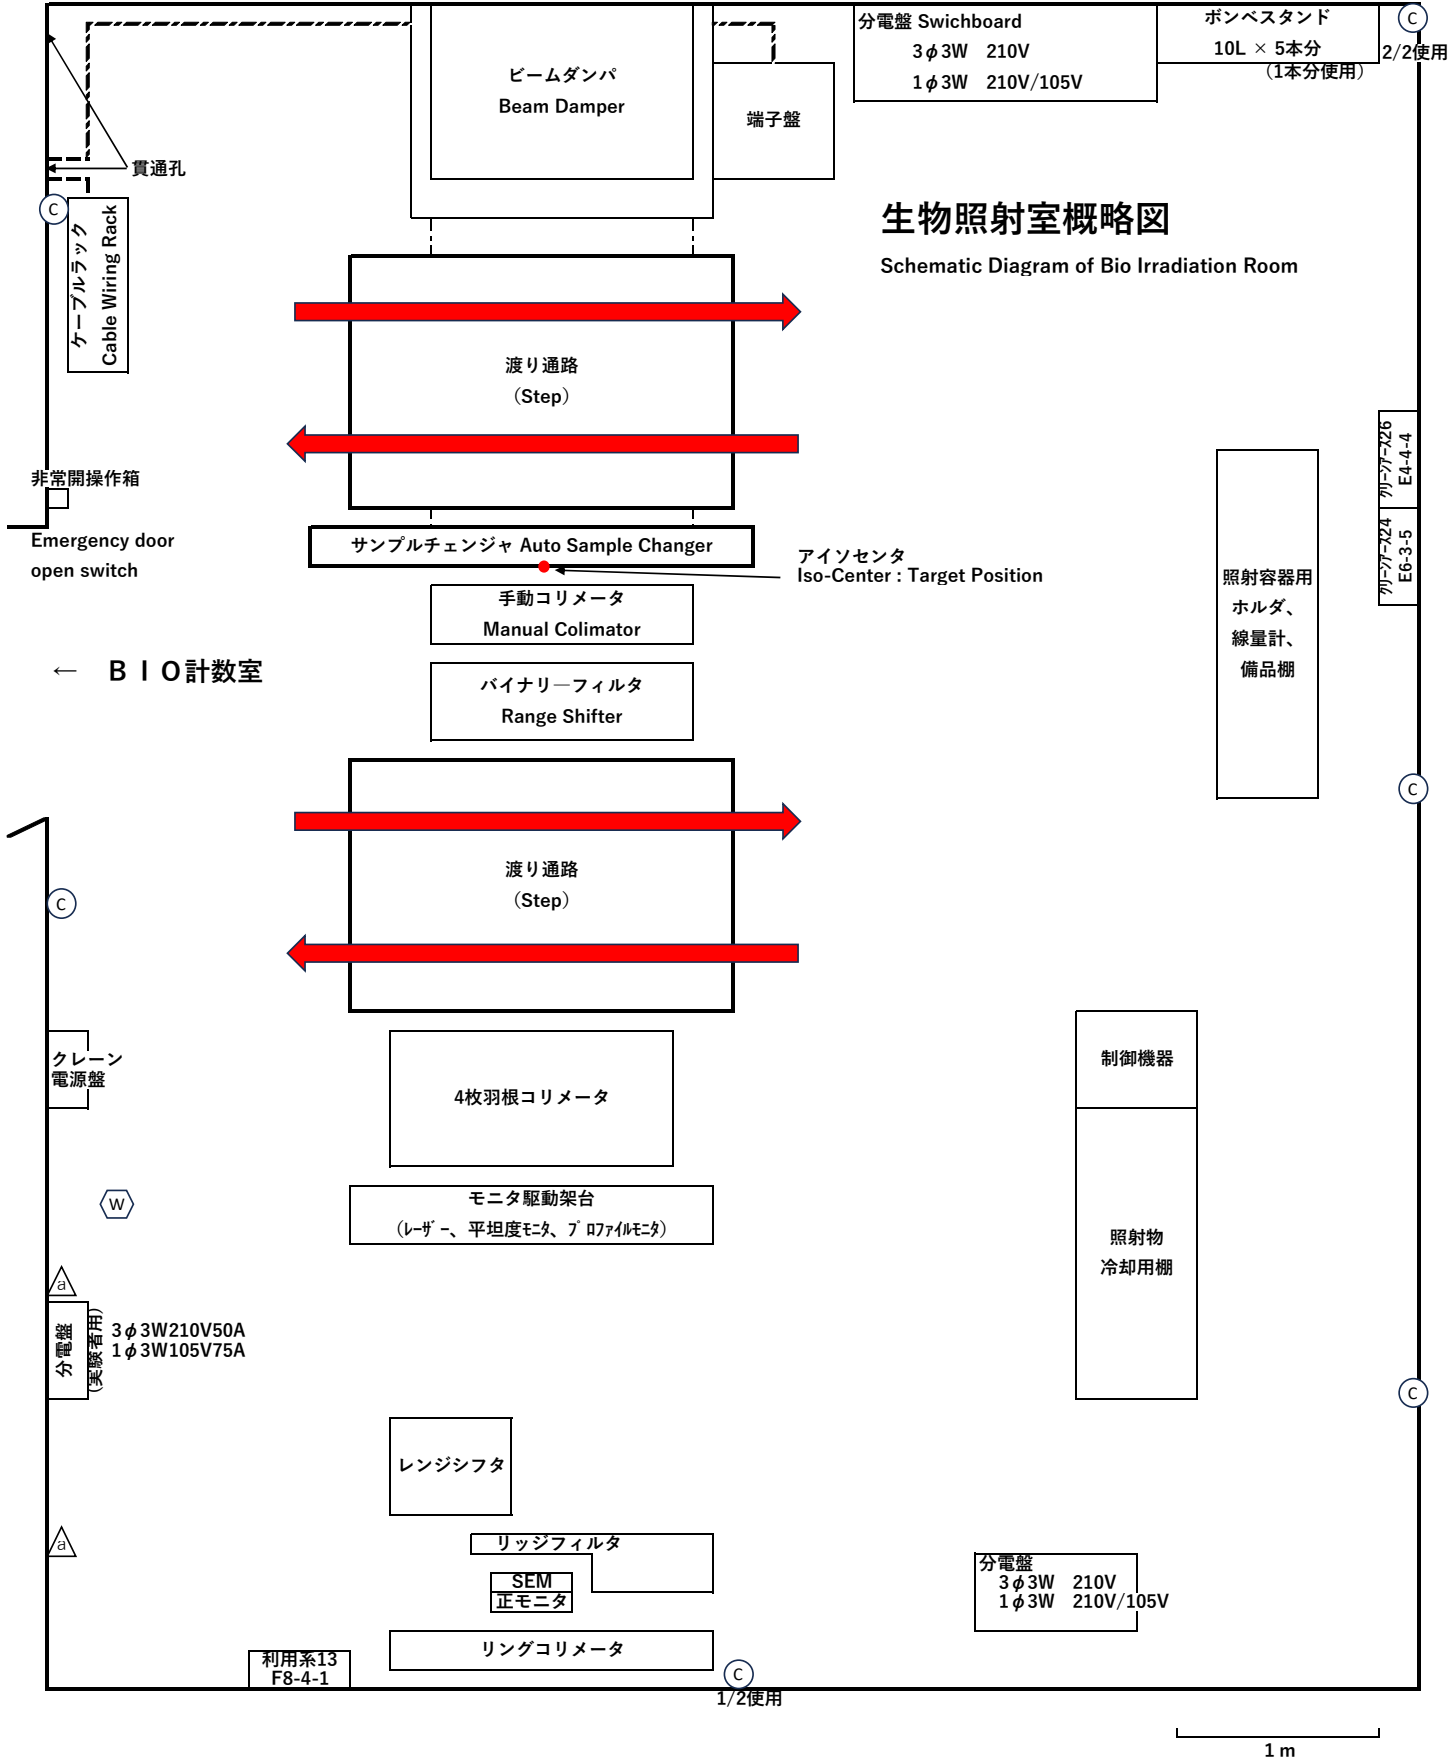 分電盤 Swichboard
3φ3W 210V
1φ3W 210V/105V
ボンベスタンド
10L × 5本分
（1本分使用）
C
2/2使用
ビームダンパ
Beam Damper
端子盤
貫通孔
C
ケーブルラック
Cable Wiring Rack
生物照射室概略図
Schematic Diagram of Bio Irradiation Room
渡り通路
（Step）
非常開操作箱
Emergency door
open switch
サンプルチェンジャ Auto Sample Changer
アイソセンタ
Iso-Center : Target Position
手動コリメータ
Manual Colimator
クリーンアース26
E4-4-4
クリーンアース24
E6-3-5
照射容器用
ホルダ、
線量計、
備品棚
← ＢＩＯ計数室
バイナリ―フィルタ
Range Shifter
C
渡り通路
（Step）
C
クレーン
電源盤
4枚羽根コリメータ
制御機器
W
モニタ駆動架台
（ﾚｰｻﾞｰ、平坦度ﾓﾆﾀ、ﾌﾟﾛﾌｧｲﾙﾓﾆﾀ）
照射物
冷却用棚
a
分電盤
(実験者用)
3φ3W210V50A
1φ3W105V75A
C
レンジシフタ
a
リッジフィルタ
SEM
正モニタ
分電盤
3φ3W 210V
1φ3W 210V/105V
リングコリメータ
利用系13
F8-4-1
C
1/2使用
1 m